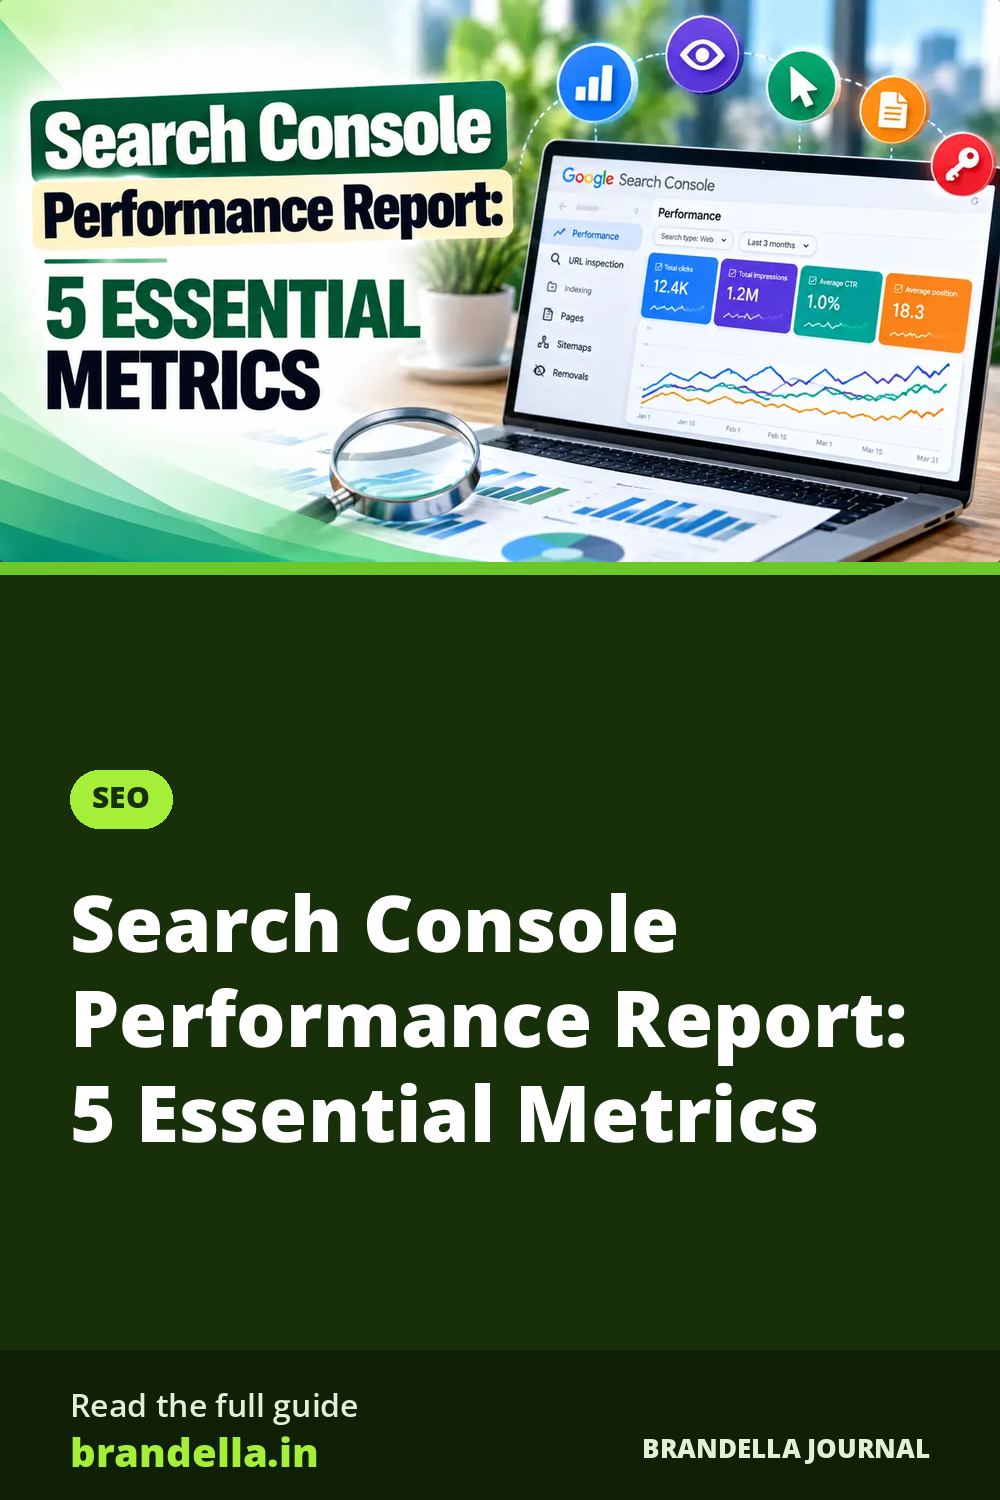 Search Console
Performance Report:
5 ESSENTIAL
METRICS
Google Search Console
Performance
Search type: Web
Last 3 months
Performance
URL inspection
Indexing
Pages
Sitemaps
Removals
Total clicks
12.4K
Total impressions
1.2M
Average CTR
1.0%
Average position
18.3
Jan 1
Jan 15
Feb 1
Feb 15
Mar 1
Mar 15
Mar 31
SEO
Search Console
Performance Report:
5 Essential Metrics
Read the full guide
brandella.in
BRANDELLA JOURNAL